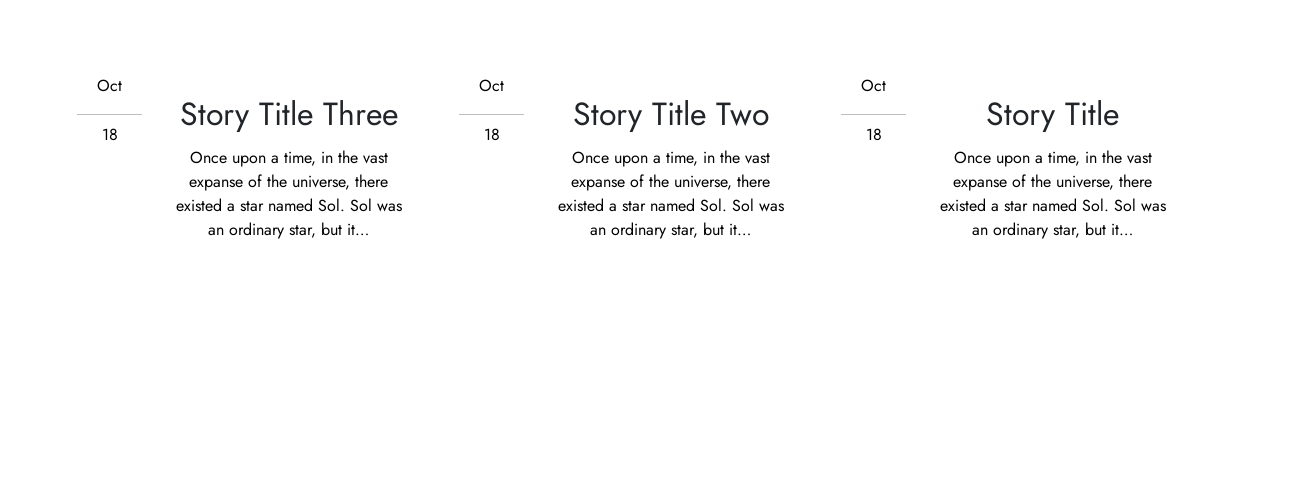 Oct
18
Story Title Three
Once upon a time, in the vast
expanse of the universe, there
existed a star named Sol. Sol was
an ordinary star, but it...
Oct
18
Story Title Two
Once upon a time, in the vast
expanse of the universe, there
existed a star named Sol. Sol was
an ordinary star, but it...
Oct
18
Story Title
Once upon a time, in the vast
expanse of the universe, there
existed a star named Sol. Sol was
an ordinary star, but it...